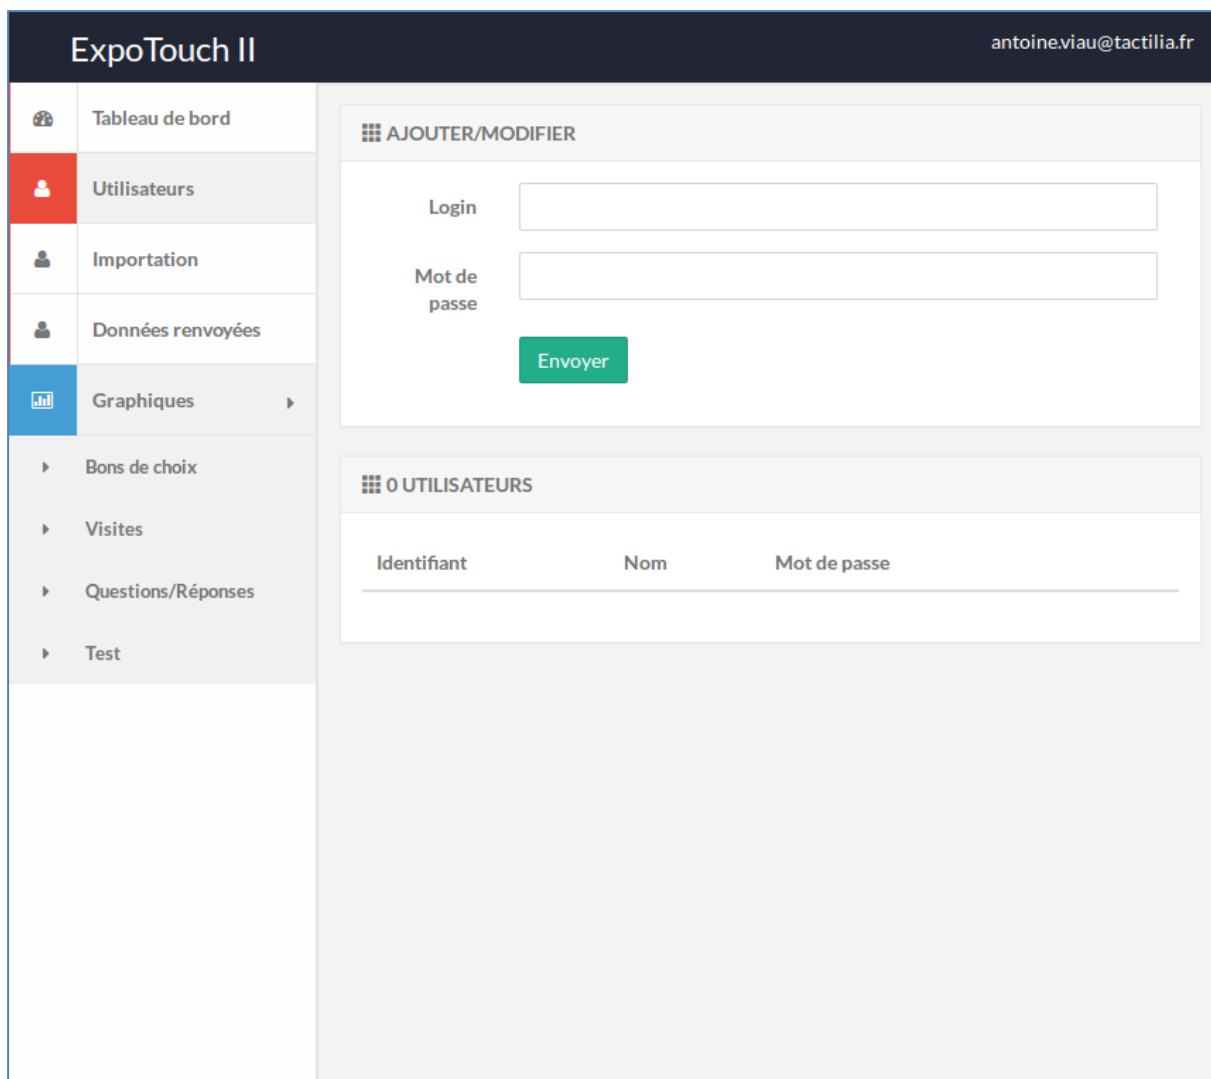 ExpoTouch II
antoine.viau@tactilia.fr
Tableau de bord
Utilisateurs
Importation
Données renvoyées
Graphiques
Bons de choix
Visites
Questions/Réponses
Test
AJOUTER/MODIFIER
Login
Mot de
passe
Envoyer
0 UTILISATEURS
Identifiant Nom Mot de passe